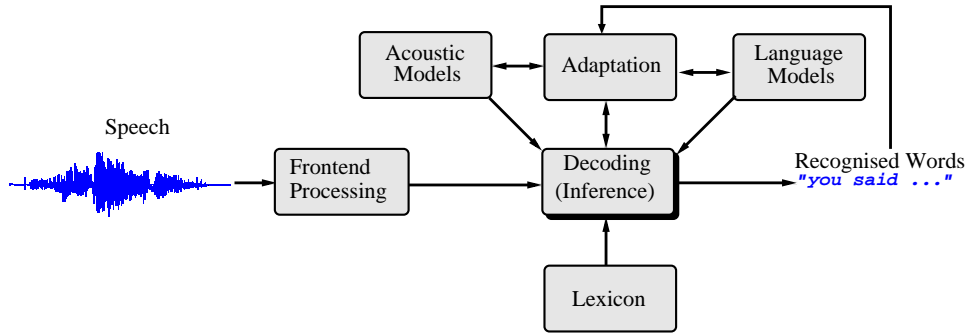 Acoustic
Models
Adaptation
Language
Models
Speech
Frontend
Processing
Decoding
(Inference)
Recognised Words
"you said ..."
Lexicon